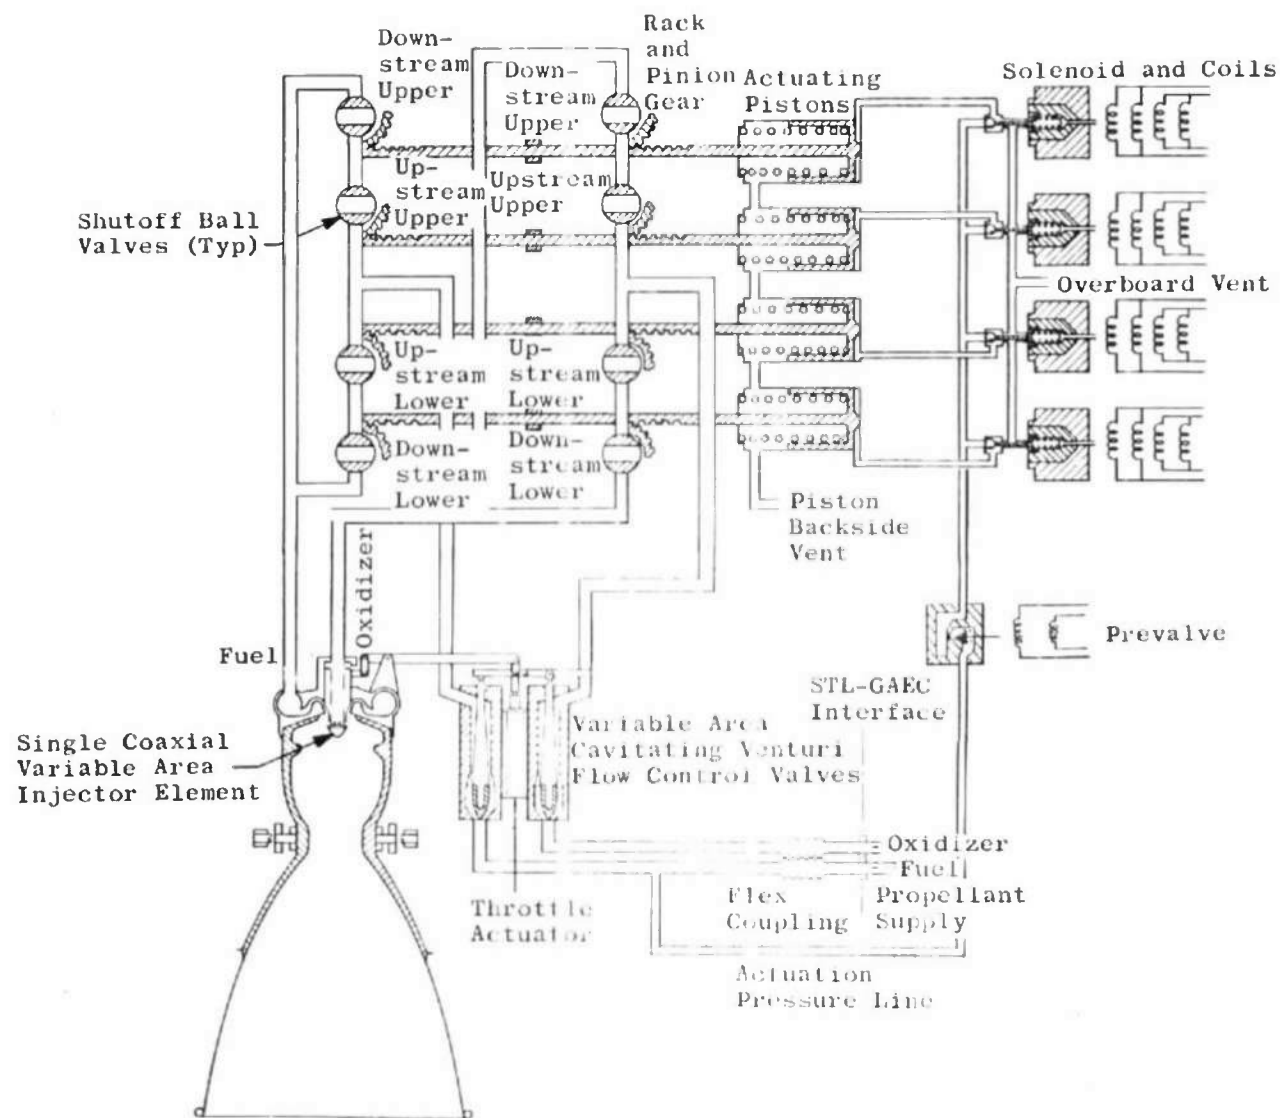 Down-
stream
Upper
Down-
stream
Upper
Rack
and
Pinion
Gear
Actuating
Pistons
Solenoid and Coils
Shutoff Ball
Valves (Typ)
Up-
stream
Upper
Upstream
Upper
Overboard Vent
Up-
stream
Lower
Up-
stream
Lower
Down-
stream
Lower
Down-
stream
Lower
Piston
Backside
Vent
Oxidizer
Fuel
Prevalve
STL-GAEC
Interface
Single Coaxial
Variable Area
Injector Element
Variable Area
Cavitating Venturi
Flow Control Valves
Oxidizer
Fuel
Propellant
Supply
Flex
Coupling
Throttle
Actuator
Actuation
Pressure Line